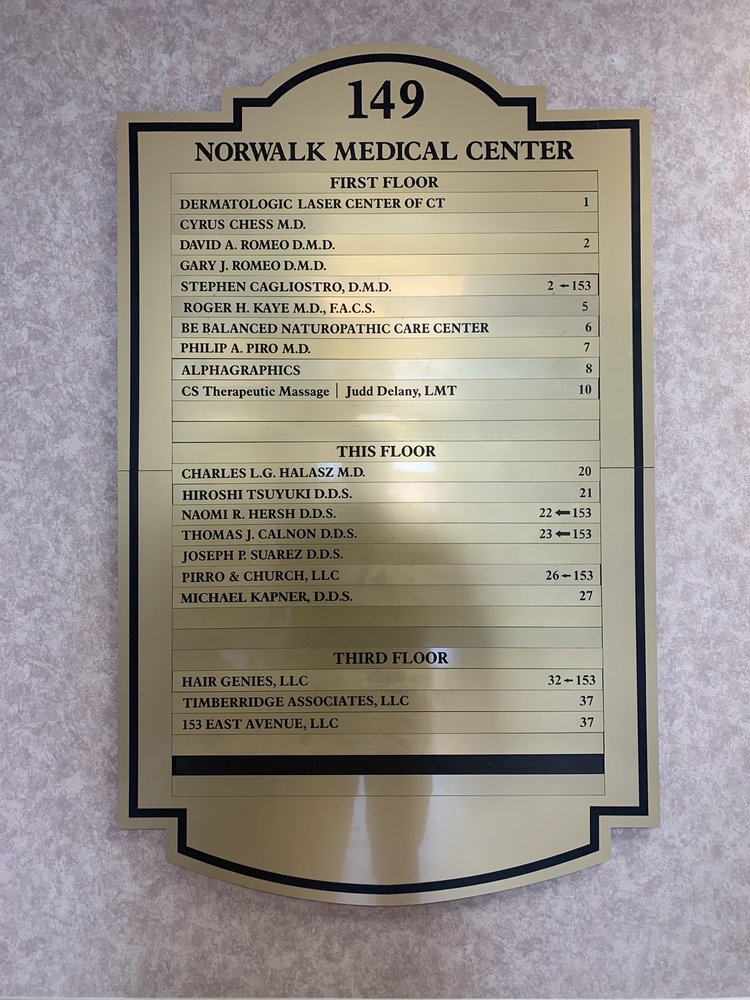 149
NORWALK MEDICAL CENTER
FIRST FLOOR
DERMATOLOGIC LASER CENTER OF CT 1
CYRUS CHESS M.D.
DAVID A. ROMEO D.M.D. 2
GARY J. ROMEO D.M.D.
STEPHEN CAGLIOSTRO, D.M.D. 2 ←153
ROGER H. KAYE M.D., F.A.C.S. 5
BE BALANCED NATUROPATHIC CARE CENTER 6
PHILIP A. PIRO M.D. 7
ALPHAGRAPHICS 8
CS Therapeutic Massage | Judd Delany, LMT 10
THIS FLOOR
CHARLES L.G. HALASZ M.D. 20
HIROSHI TSUYUKI D.D.S. 21
NAOMI R. HERSH D.D.S. 22←153
THOMAS J. CALNON D.D.S. 23←153
JOSEPH P. SUAREZ D.D.S.
PIRRO & CHURCH, LLC 26←153
MICHAEL KAPNER, D.D.S. 27
THIRD FLOOR
HAIR GENIES, LLC 32←153
TIMBERRIDGE ASSOCIATES, LLC 37
153 EAST AVENUE, LLC 37